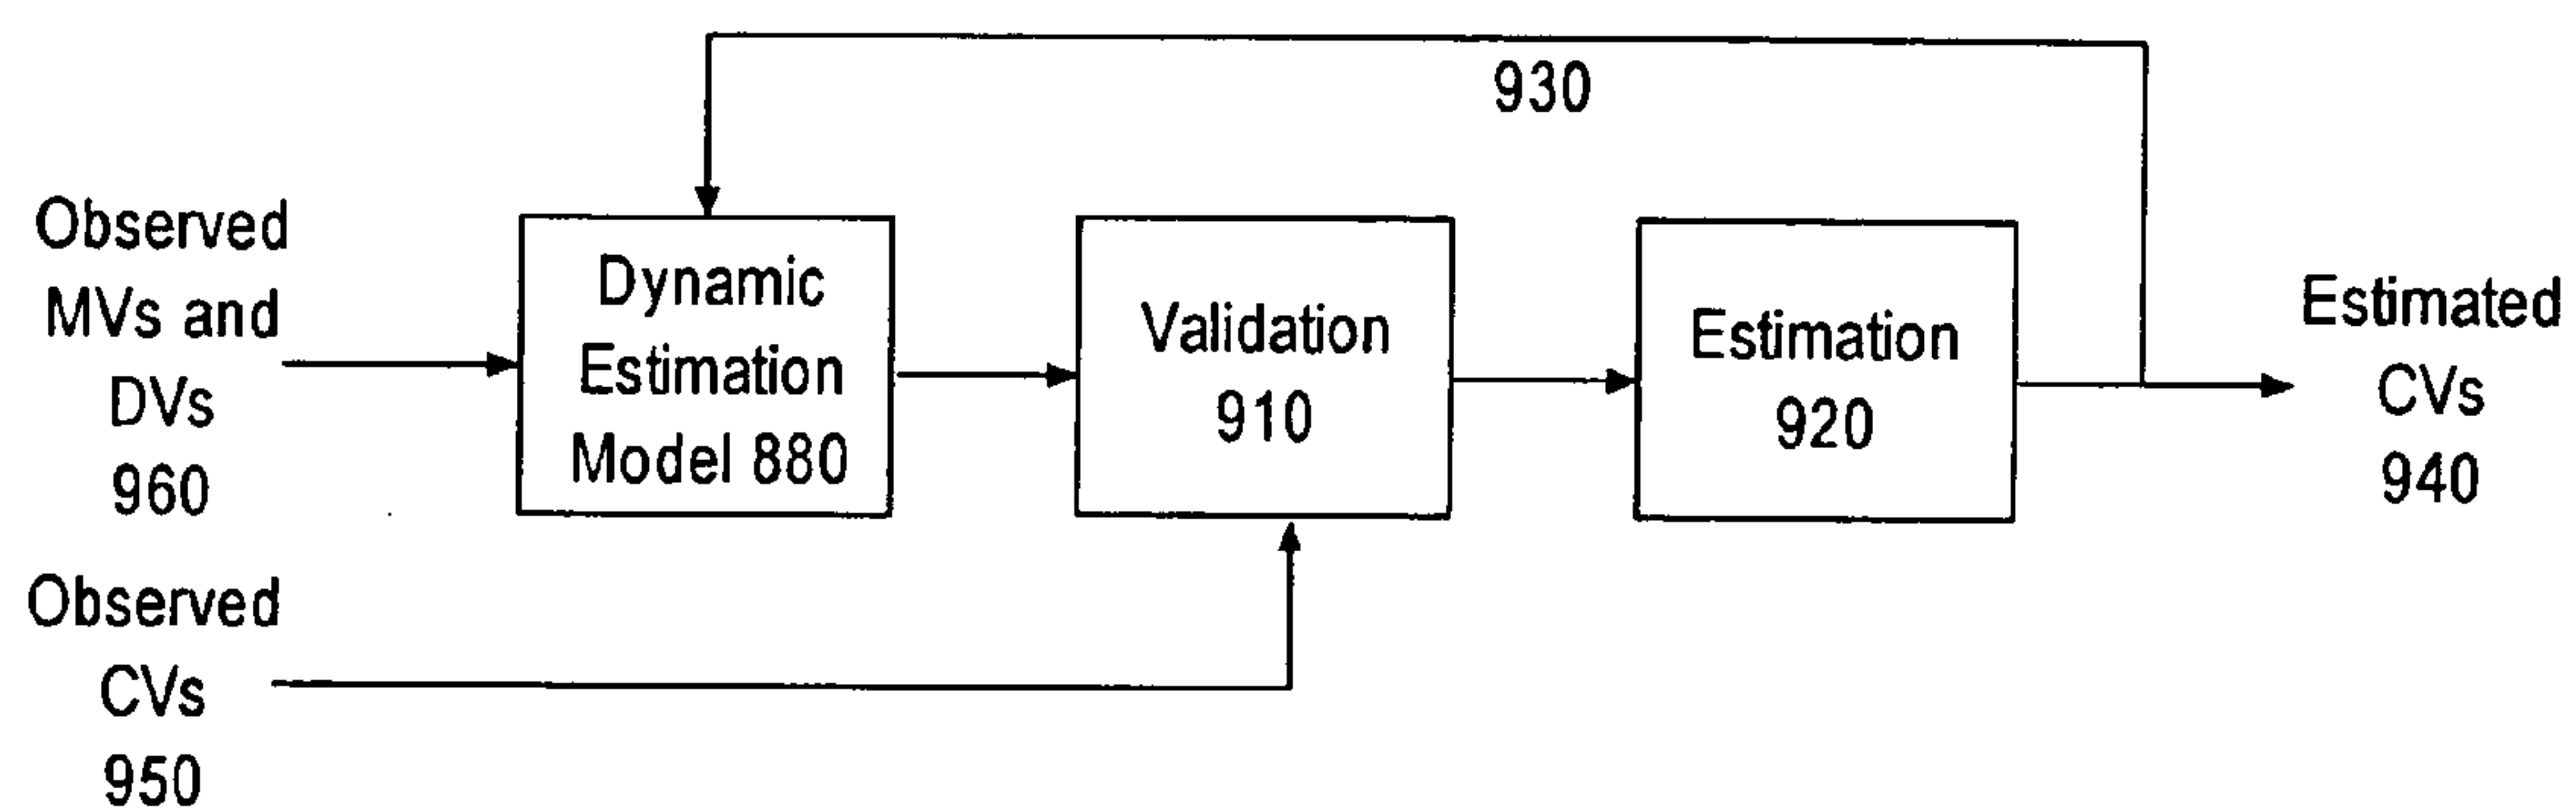 930
Observed
MVs and
DVs
960
Dynamic
Estimation
Model 880
Validation
910
Estimation
920
Estimated
CVs
940
Observed
CVs
950